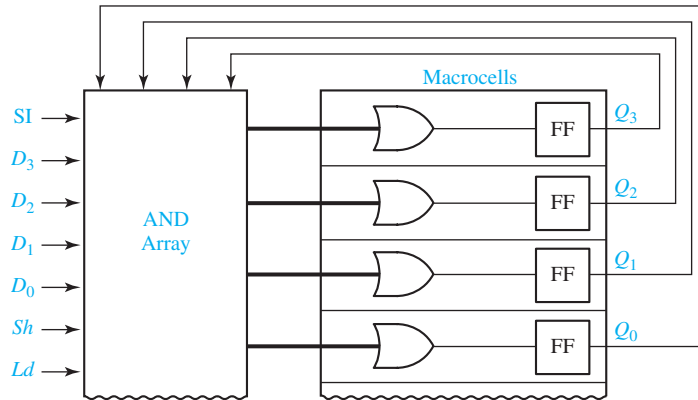 Macrocells
SI
D3
D2
D1
D0
Sh
Ld
AND
Array
FF
Q3
FF
Q2
FF
Q1
FF
Q0